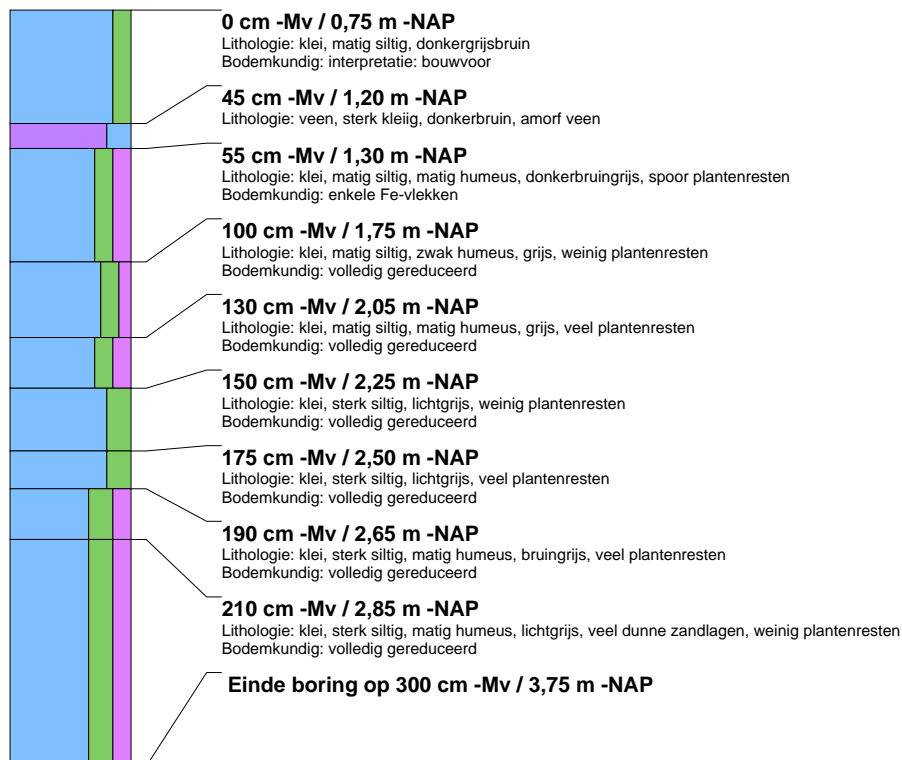 0 cm -Mv / 0,75 m -NAP
Lithologie: klei, matig siltig, donkergrijsbruin
Bodemkundig: interpretatie: bouwvoor
45 cm -Mv / 1,20 m -NAP
Lithologie: veen, sterk kleiig, donkerbruin, amorf veen
55 cm -Mv / 1,30 m -NAP
Lithologie: klei, matig siltig, matig humeus, donkerbruingrijs, spoor plantenresten
Bodemkundig: enkele Fe-vlekken
100 cm -Mv / 1,75 m -NAP
Lithologie: klei, matig siltig, zwak humeus, grijs, weinig plantenresten
Bodemkundig: volledig gereduceerd
130 cm -Mv / 2,05 m -NAP
Lithologie: klei, matig siltig, matig humeus, grijs, veel plantenresten
Bodemkundig: volledig gereduceerd
150 cm -Mv / 2,25 m -NAP
Lithologie: klei, sterk siltig, lichtgrijs, weinig plantenresten
Bodemkundig: volledig gereduceerd
175 cm -Mv / 2,50 m -NAP
Lithologie: klei, sterk siltig, lichtgrijs, veel plantenresten
Bodemkundig: volledig gereduceerd
190 cm -Mv / 2,65 m -NAP
Lithologie: klei, sterk siltig, matig humeus, bruingrijs, veel plantenresten
Bodemkundig: volledig gereduceerd
210 cm -Mv / 2,85 m -NAP
Lithologie: klei, sterk siltig, matig humeus, lichtgrijs, veel dunne zandlagen, weinig plantenresten
Bodemkundig: volledig gereduceerd
Einde boring op 300 cm -Mv / 3,75 m -NAP